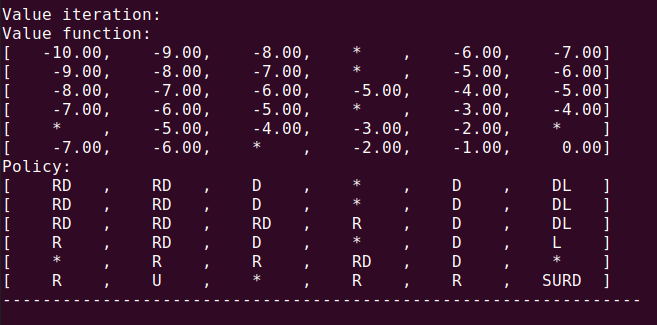 Value iteration:
Value function:
[   -10.00,    -9.00,    -8.00,    *    ,    -6.00,    -7.00]
[    -9.00,    -8.00,    -7.00,    *    ,    -5.00,    -6.00]
[    -8.00,    -7.00,    -6.00,    -5.00,    -4.00,    -5.00]
[    -7.00,    -6.00,    -5.00,    *    ,    -3.00,    -4.00]
[    *    ,    -5.00,    -4.00,    -3.00,    -2.00,    *    ]
[    -7.00,    -6.00,    *    ,    -2.00,    -1.00,     0.00]
Policy:
[    RD   ,    RD   ,    D    ,    *    ,    D    ,    DL   ]
[    RD   ,    RD   ,    D    ,    *    ,    D    ,    DL   ]
[    RD   ,    RD   ,    RD   ,    R    ,    D    ,    DL   ]
[    R    ,    RD   ,    D    ,    *    ,    D    ,    L    ]
[    *    ,    R    ,    R    ,    RD   ,    D    ,    *    ]
[    R    ,    U    ,    *    ,    R    ,    R    ,   SURD  ]
----------------------------------------------------------------